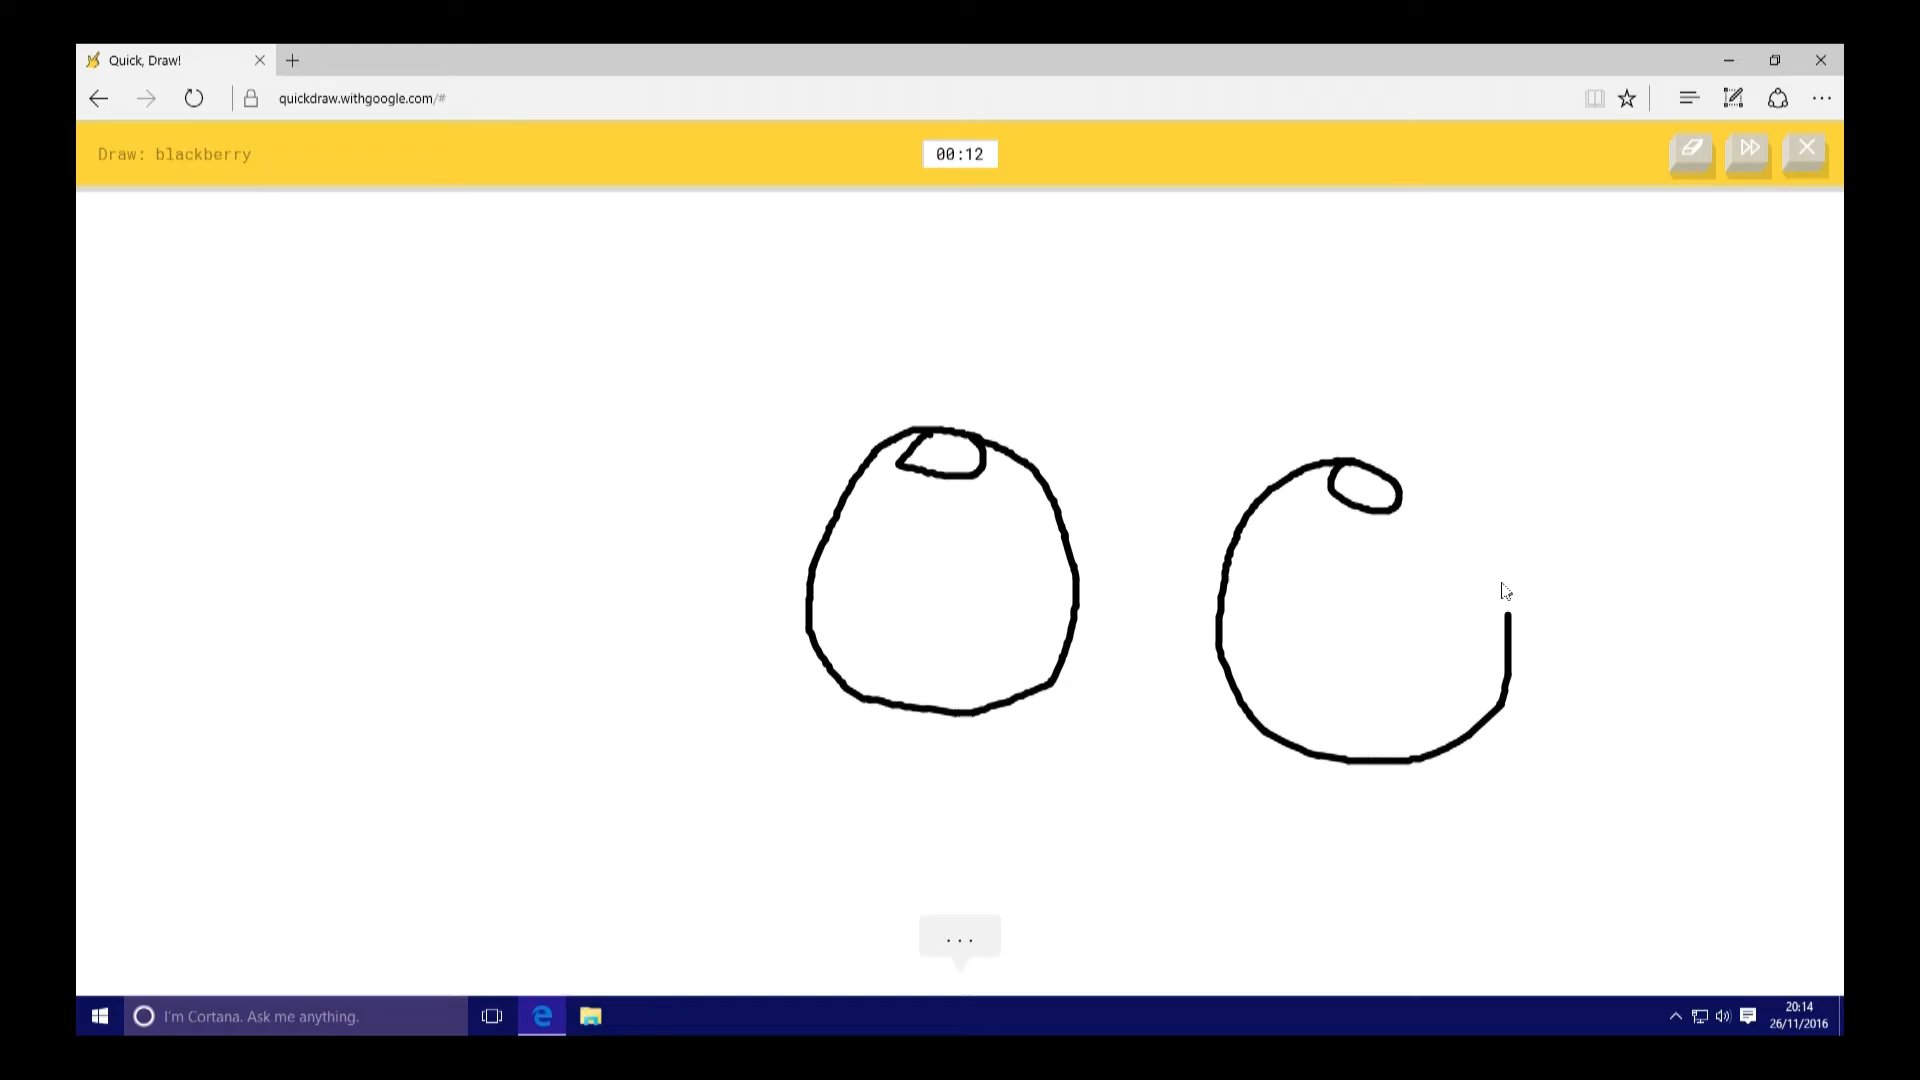 Quick, Draw!
quickdraw.withgoogle.com/#
Draw: blackberry
00:12
...
I'm Cortana. Ask me anything.
20:14
26/11/2016